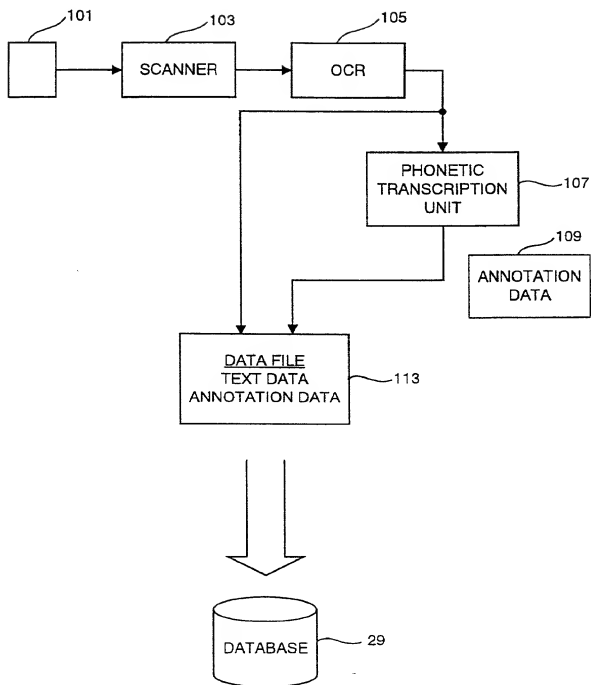 101
103
105
SCANNER
OCR
PHONETIC
TRANSCRIPTION
UNIT
107
109
ANNOTATION
DATA
DATA FILE
TEXT DATA
ANNOTATION DATA
113
DATABASE
29